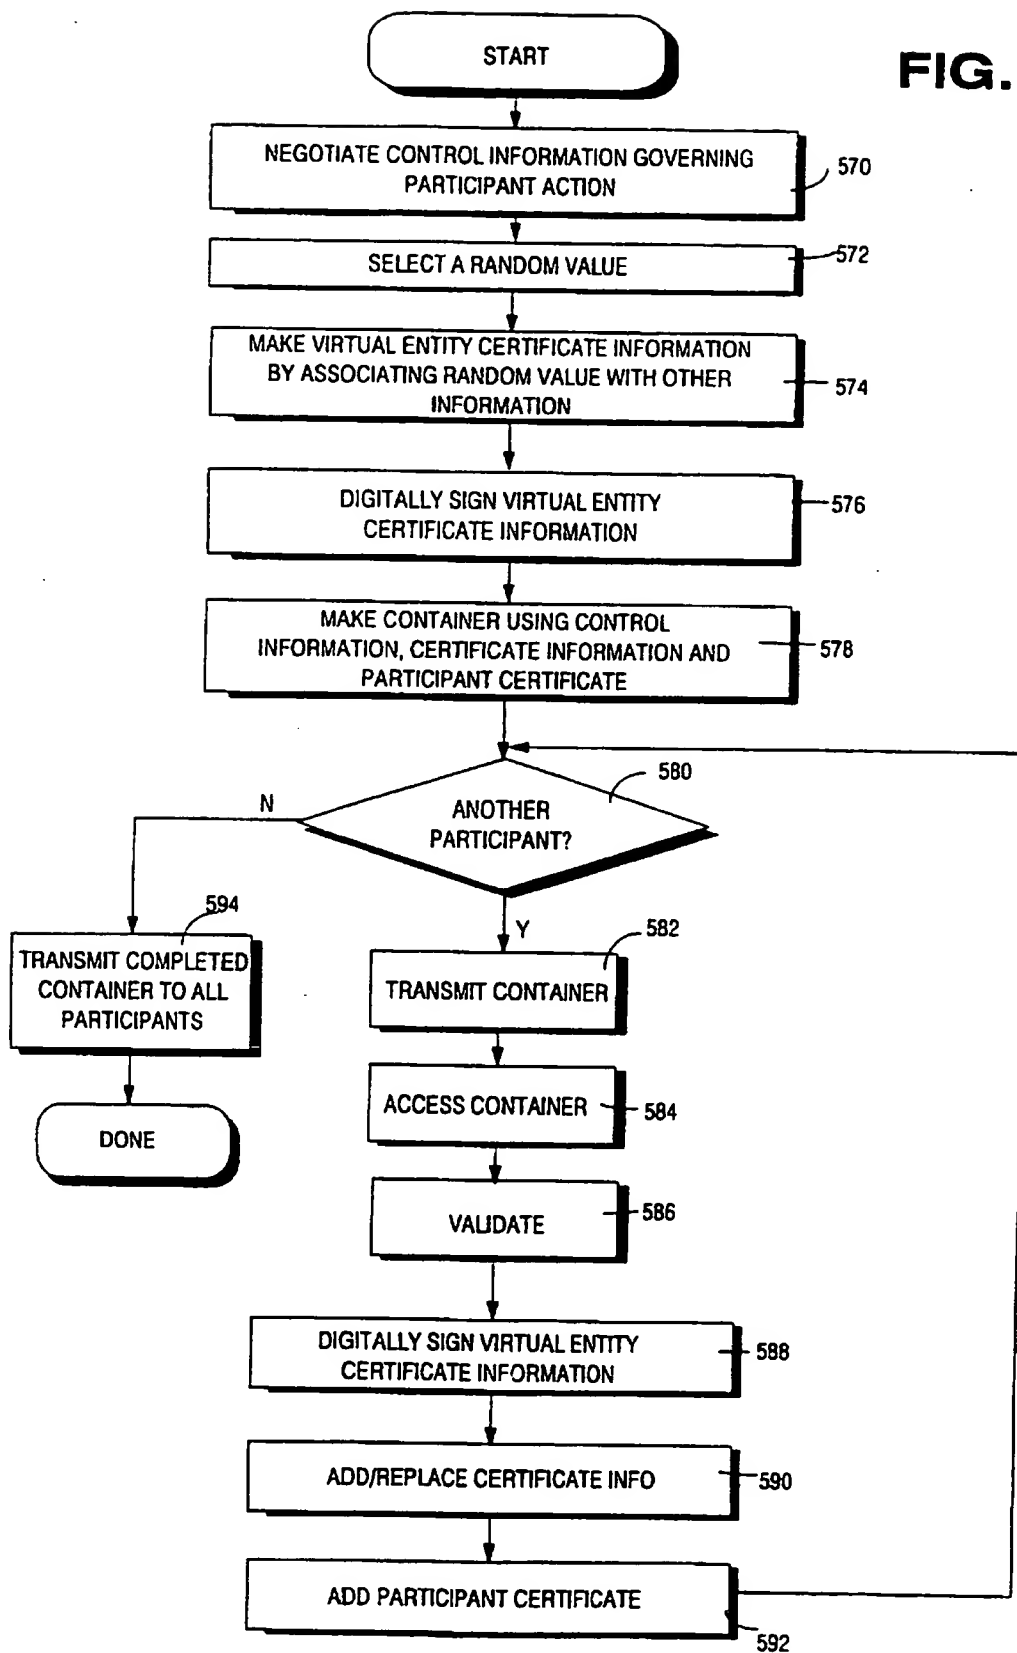 START
FIG.
NEGOTIATE CONTROL INFORMATION GOVERNING
PARTICIPANT ACTION
570
SELECT A RANDOM VALUE
572
MAKE VIRTUAL ENTITY CERTIFICATE INFORMATION
BY ASSOCIATING RANDOM VALUE WITH OTHER
INFORMATION
574
DIGITALLY SIGN VIRTUAL ENTITY
CERTIFICATE INFORMATION
576
MAKE CONTAINER USING CONTROL
INFORMATION, CERTIFICATE INFORMATION AND
PARTICIPANT CERTIFICATE
578
580
ANOTHER
PARTICIPANT?
N
Y
594
TRANSMIT COMPLETED
CONTAINER TO ALL
PARTICIPANTS
DONE
582
TRANSMIT CONTAINER
ACCESS CONTAINER
584
VALIDATE
586
DIGITALLY SIGN VIRTUAL ENTITY
CERTIFICATE INFORMATION
588
ADD/REPLACE CERTIFICATE INFO
590
ADD PARTICIPANT CERTIFICATE
592